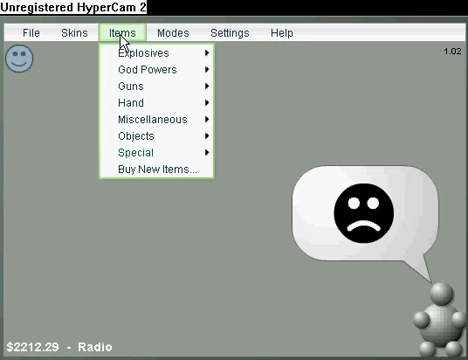 Unregistered HyperCam 2
File Skins Items Modes Settings Help
1.02
Explosives
God Powers
Guns
Hand
Miscellaneous
Objects
Special
Buy New Items...
$2212.29 - Radio